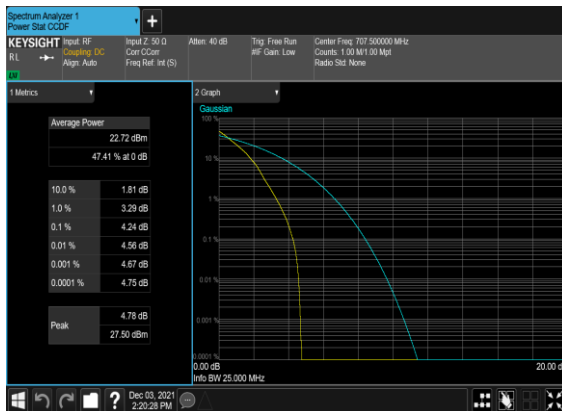 Spectrum Analyzer 1
Power Stat CCDF
+
KEYSIGHT
RL
Input: RF
Coupling: DC
Align: Auto
Input Z: 50 Ω
Corr CCorr
Freq Ref: Int (S)
Atten: 40 dB
Trig: Free Run
#IF Gain: Low
Center Freq: 707.500000 MHz
Counts: 1.00 M/1.00 Mpt
Radio Std: None
1 Metrics
Average Power
22.72 dBm
47.41 % at 0 dB
10.0 % 1.81 dB
1.0 % 3.29 dB
0.1 % 4.24 dB
0.01 % 4.56 dB
0.001 % 4.67 dB
0.0001 % 4.75 dB
Peak
4.78 dB
27.50 dBm
2 Graph
Gaussian
100 %
10 %
1 %
0.1 %
0.01 %
0.001 %
0.0001 %
0.00 dB
20.00 d
Info BW 25.000 MHz
?
Dec 03, 2021
2:20:28 PM